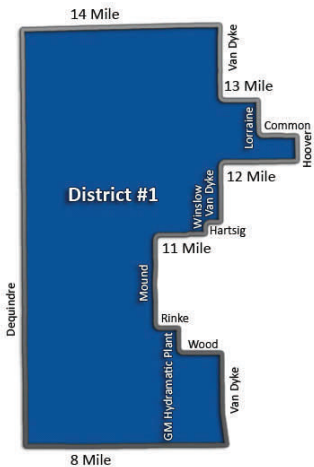 14 Mile
Van Dyke
13 Mile
Lorraine
Common
Hoover
12 Mile
Winslow
Van Dyke
District #1
Hartsig
11 Mile
Mound
Dequindre
Rinke
GM Hydramatic Plant
Wood
Van Dyke
8 Mile